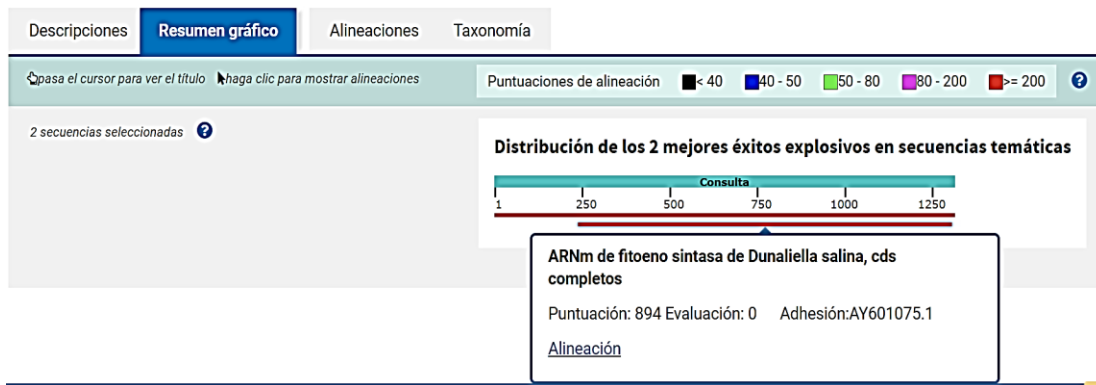 Descripciones Resumen gráfico Alineaciones Taxonomía
pasa el cursor para ver el título haga clic para mostrar alineaciones Puntuaciones de alineación < 40 40 - 50 50 - 80 80 - 200 >= 200 ?
2 secuencias seleccionadas ?
Distribución de los 2 mejores éxitos explosivos en secuencias temáticas
Consulta
1 250 500 750 1000 1250
ARNm de fitoeno sintasa de Dunaliella salina, cds
completos
Puntuación: 894 Evaluación: 0 Adhesión:AY601075.1
Alineación